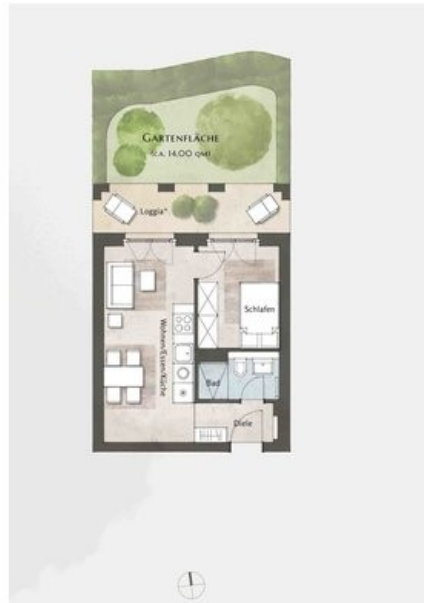 GARTENFLÄCHE
(CA. 14,00 QM)
Loggia*
Wohnen/Essen/Küche
Schlafen
Bad
Diele